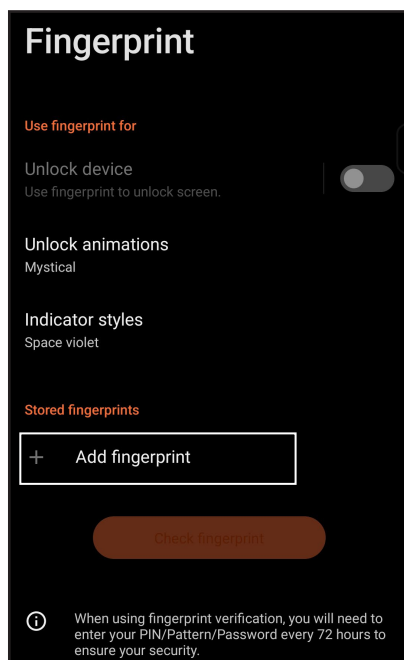 Fingerprint
Use fingerprint for
Unlock device
Use fingerprint to unlock screen.
Unlock animations
Mystical
Indicator styles
Space violet
Stored fingerprints
+ Add fingerprint
Check fingerprint
When using fingerprint verification, you will need to
enter your PIN/Pattern/Password every 72 hours to
ensure your security.